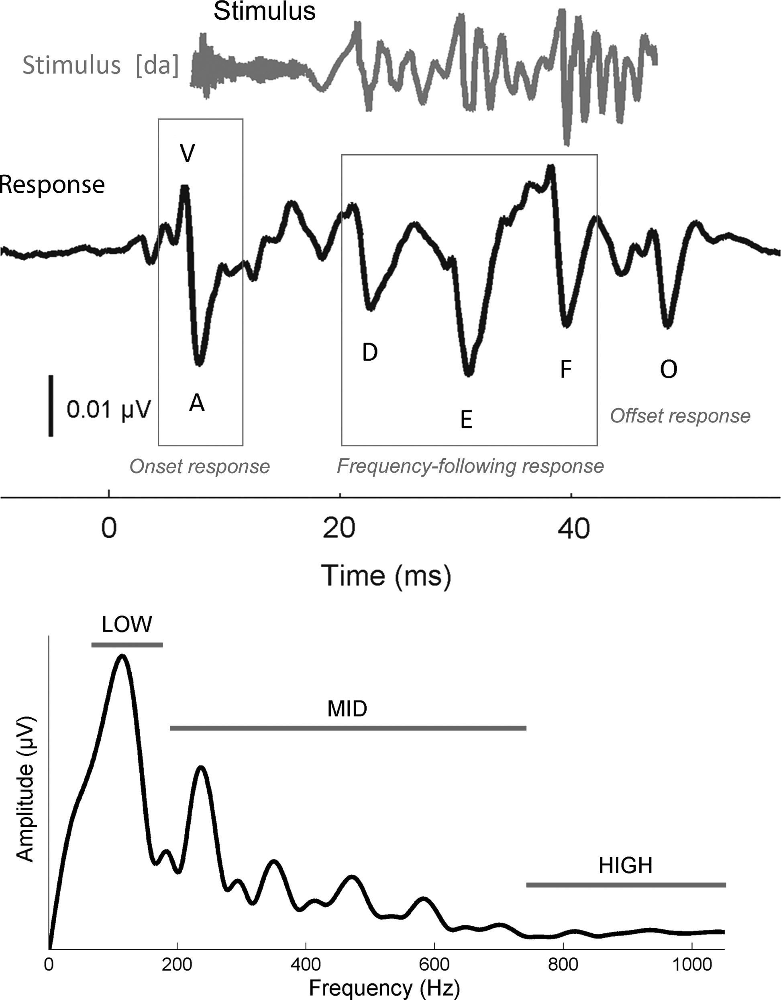 Stimulus
Stimulus [da]
V
Response
D
F
O
A
0.01 µV
E
Offset response
Onset response
Frequency-following response
0 20 40
Time (ms)
LOW
MID
HIGH
Amplitude (µV)
0 200 400 600 800 1000
Frequency (Hz)